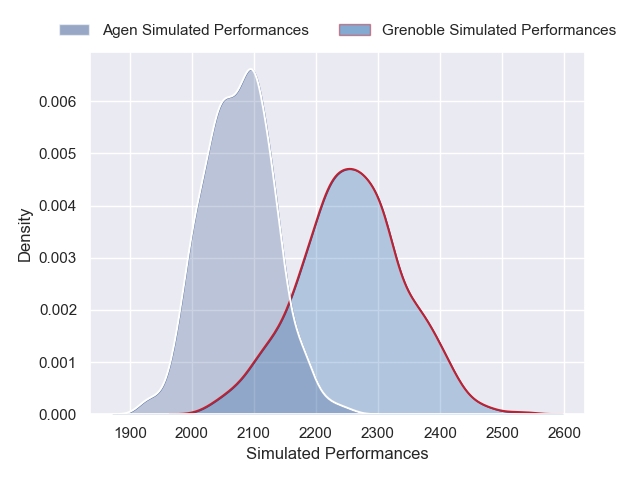 Agen Simulated Performances
Grenoble Simulated Performances
Density
0.006
0.005
0.004
0.003
0.002
0.001
0.000
1900 2000 2100 2200 2300 2400 2500 2600
Simulated Performances